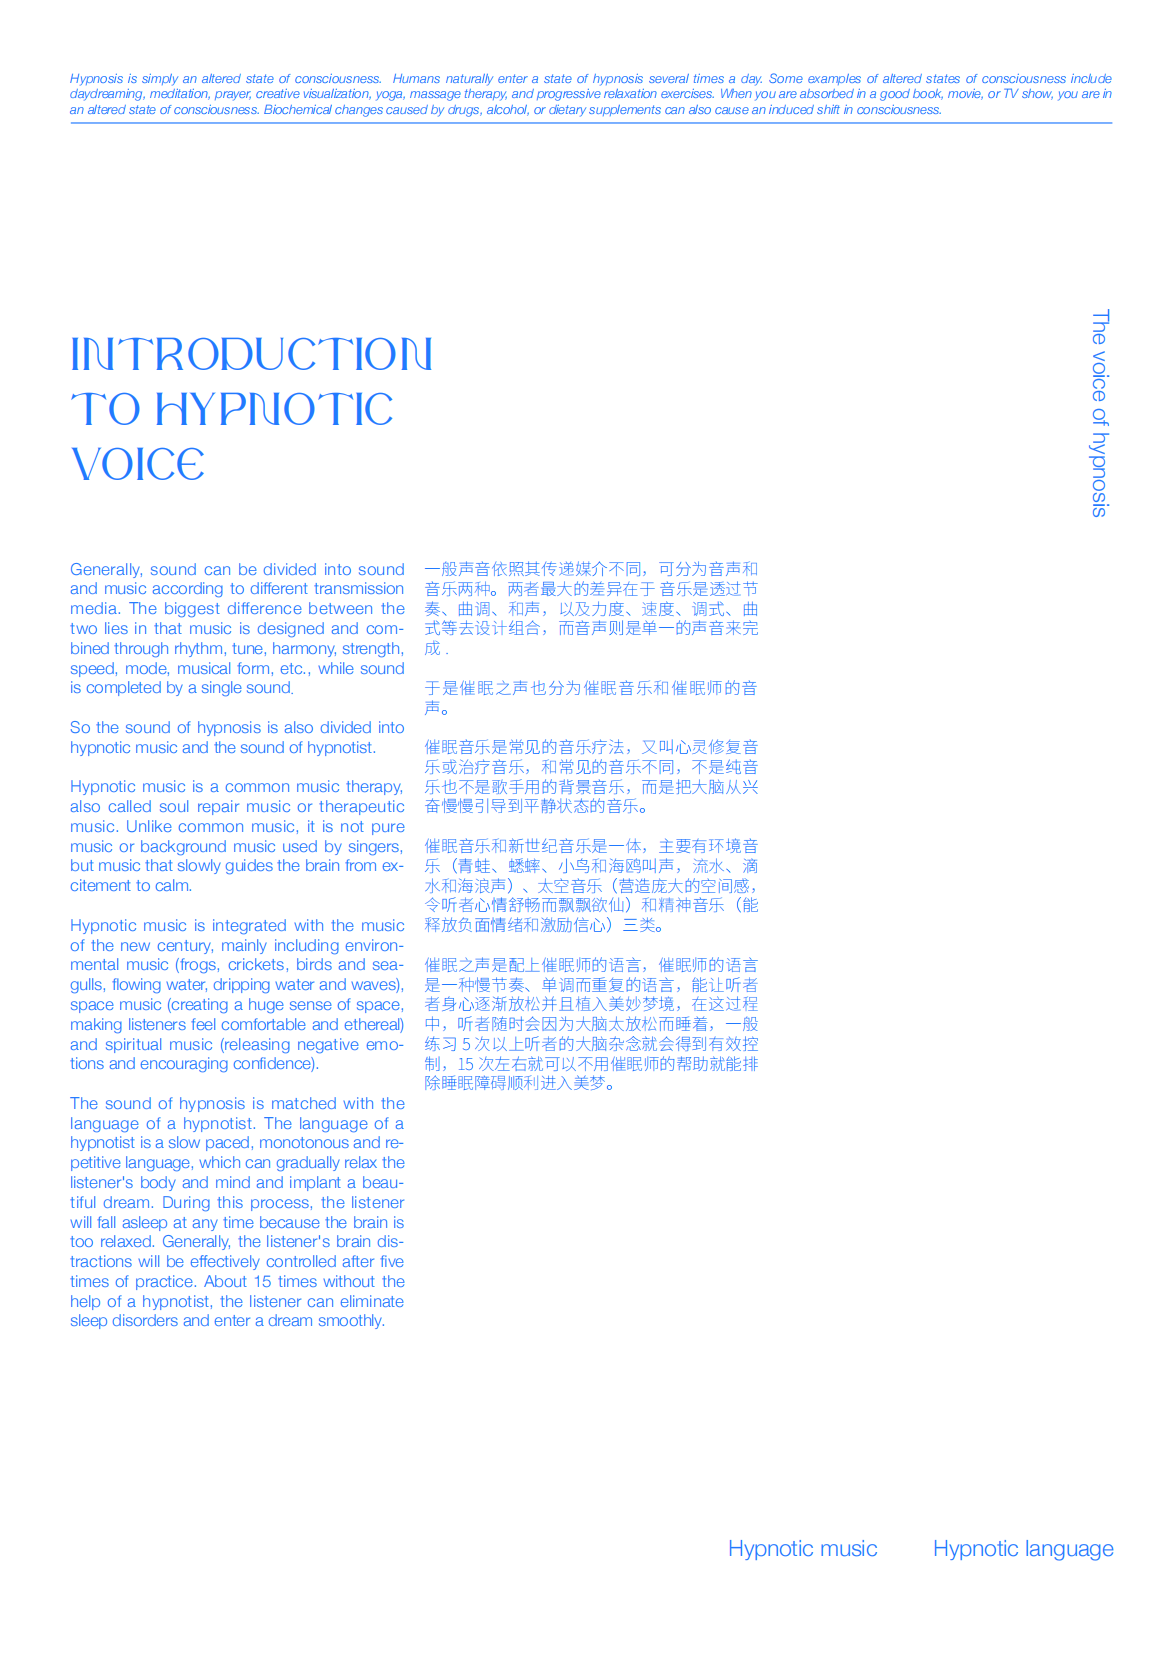 Hypnosis is simply an altered state of consciousness. Humans naturally enter a state of hypnosis several times a day. Some examples of altered states of consciousness include
daydreaming, meditation, prayer, creative visualization, yoga, massage therapy, and progressive relaxation exercises. When you are absorbed in a good book, movie, or TV show, you are in
an altered state of consciousness. Biochemical changes caused by drugs, alcohol, or dietary supplements can also cause an induced shift in consciousness.
The voice of hypnosis
INTRODUCTION
TO HYPNOTIC
VOICE
Generally, sound can be divided into sound
and music according to different transmission
media. The biggest difference between the
two lies in that music is designed and com-
bined through rhythm, tune, harmony, strength,
speed, mode, musical form, etc., while sound
is completed by a single sound.
So the sound of hypnosis is also divided into
hypnotic music and the sound of hypnotist.
Hypnotic music is a common music therapy,
also called soul repair music or therapeutic
music. Unlike common music, it is not pure
music or background music used by singers,
but music that slowly guides the brain from ex-
citement to calm.
Hypnotic music is integrated with the music
of the new century, mainly including environ-
mental music (frogs, crickets, birds and sea-
gulls, flowing water, dripping water and waves),
space music (creating a huge sense of space,
making listeners feel comfortable and ethereal)
and spiritual music (releasing negative emo-
tions and encouraging confidence).
The sound of hypnosis is matched with the
language of a hypnotist. The language of a
hypnotist is a slow paced, monotonous and re-
petitive language, which can gradually relax the
listener's body and mind and implant a beau-
tiful dream. During this process, the listener
will fall asleep at any time because the brain is
too relaxed. Generally, the listener's brain dis-
tractions will be effectively controlled after five
times of practice. About 15 times without the
help of a hypnotist, the listener can eliminate
sleep disorders and enter a dream smoothly.
一般声音依照其传递媒介不同，可分为音声和
音乐两种。两者最大的差异在于 音乐是透过节
奏、曲调、和声，以及力度、速度、调式、曲
式等去设计组合，而音声则是单一的声音来完
成 .
于是催眠之声也分为催眠音乐和催眠师的音
声。
催眠音乐是常见的音乐疗法，又叫心灵修复音
乐或治疗音乐，和常见的音乐不同，不是纯音
乐也不是歌手用的背景音乐，而是把大脑从兴
奋慢慢引导到平静状态的音乐。
催眠音乐和新世纪音乐是一体，主要有环境音
乐（青蛙、蟋蟀、小鸟和海鸥叫声，流水、滴
水和海浪声）、太空音乐（营造庞大的空间感，
令听者心情舒畅而飘飘欲仙）和精神音乐（能
释放负面情绪和激励信心）三类。
催眠之声是配上催眠师的语言，催眠师的语言
是一种慢节奏、单调而重复的语言，能让听者
者身心逐渐放松并且植入美妙梦境，在这过程
中，听者随时会因为大脑太放松而睡着，一般
练习 5 次以上听者的大脑杂念就会得到有效控
制，15 次左右就可以不用催眠师的帮助就能排
除睡眠障碍顺利进入美梦。
Hypnotic music
Hypnotic language